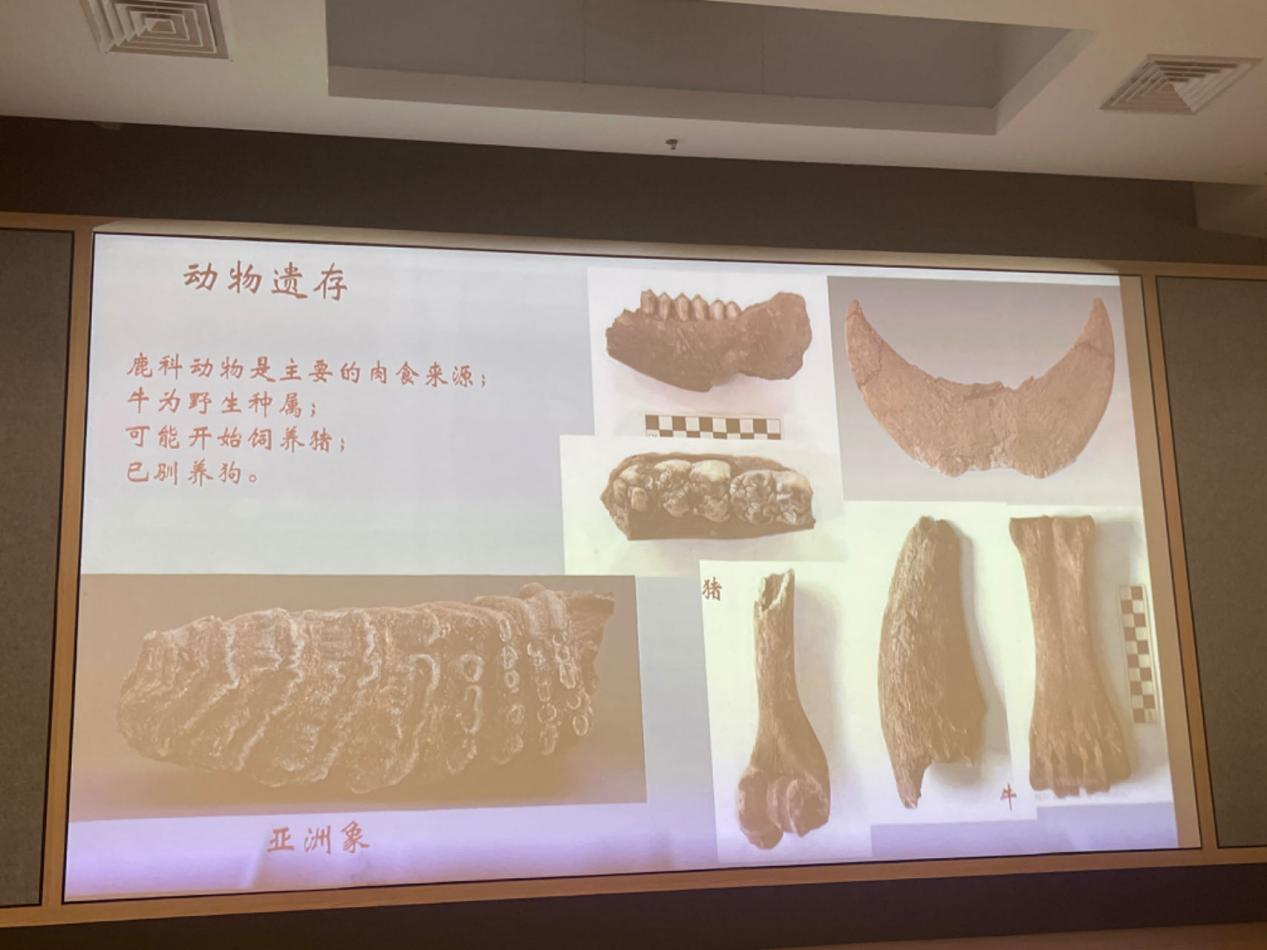 动物遗存
鹿科动物是主要的肉食来源；
牛为野生种属；
可能开始饲养猪；
已驯养狗。
猪
牛
亚洲象